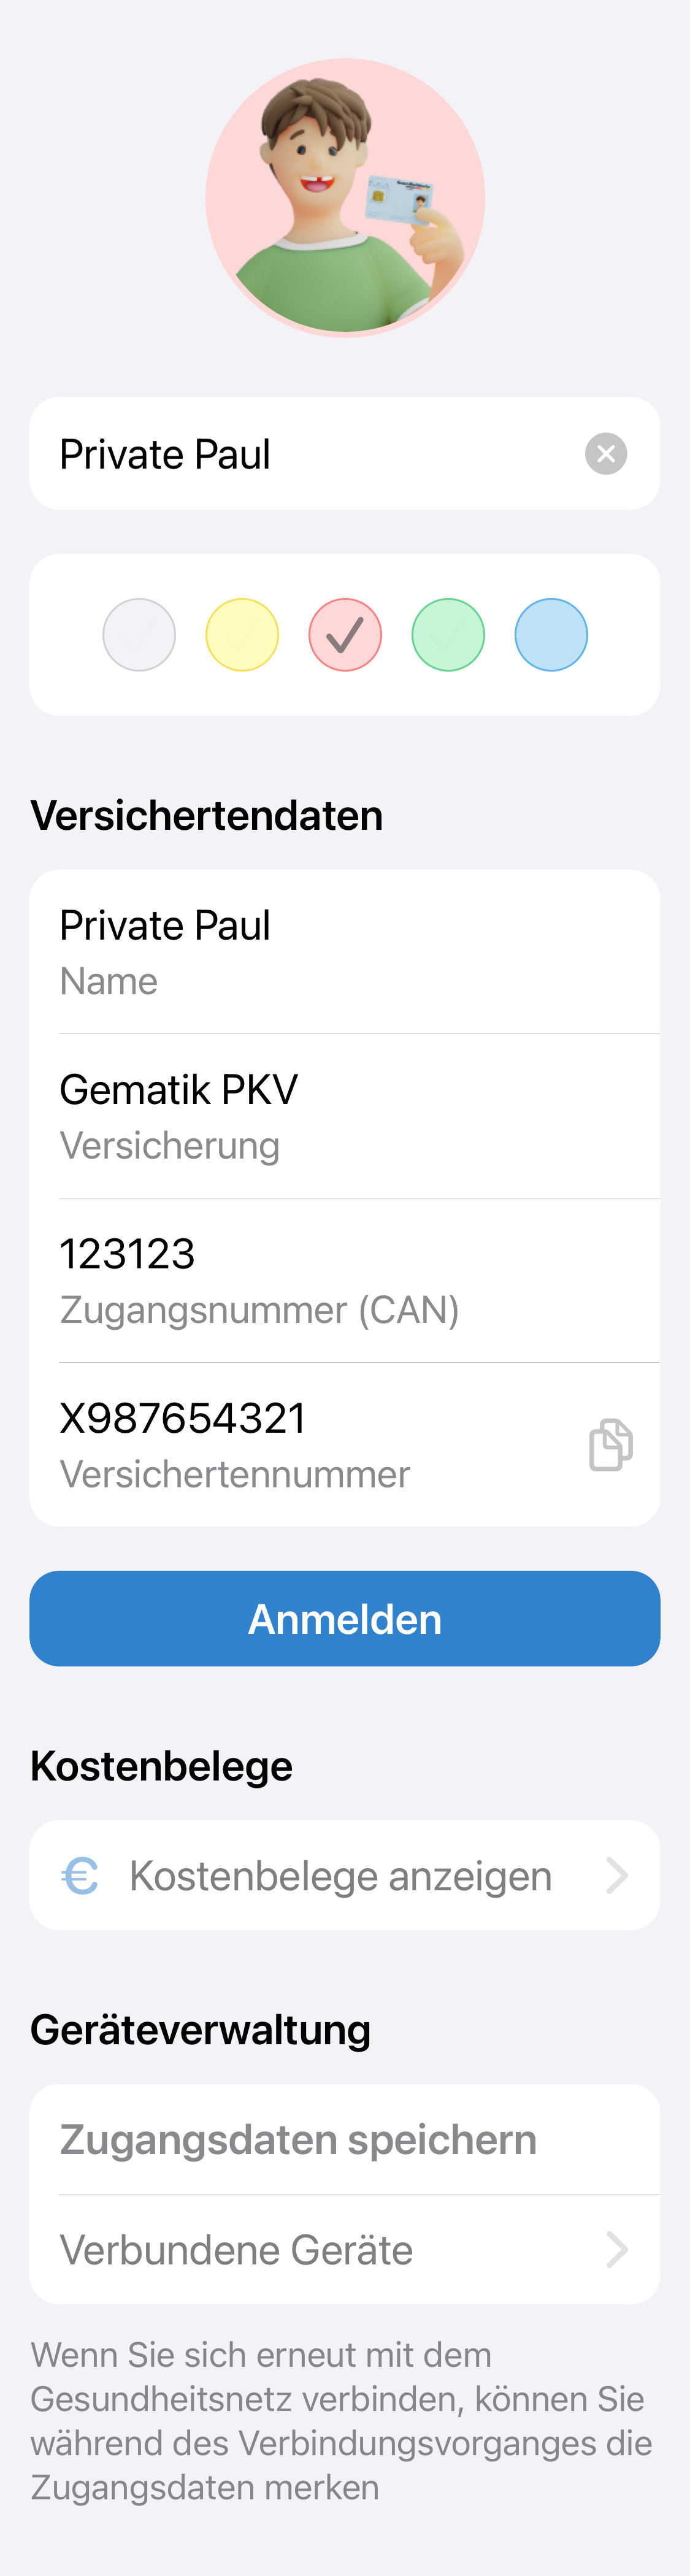 Private Paul
Versichertendaten
Private Paul
Name
Gematik PKV
Versicherung
123123
Zugangsnummer (CAN)
X987654321
Versichertennummer
Anmelden
Kostenbelege
€ Kostenbelege anzeigen
Geräteverwaltung
Zugangsdaten speichern
Verbundene Geräte
Wenn Sie sich erneut mit dem
Gesundheitsnetz verbinden, können Sie
während des Verbindungsvorganges die
Zugangsdaten merken